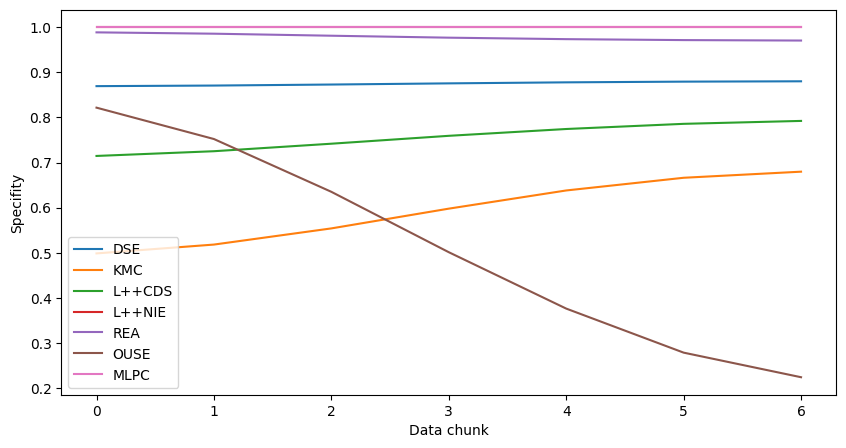 1.0
0.9
0.8
0.7
0.6
0.5
0.4
0.3
0.2
Specifity
DSE
KMC
L++CDS
L++NIE
REA
OUSE
MLPC
0 1 2 3 4 5 6
Data chunk